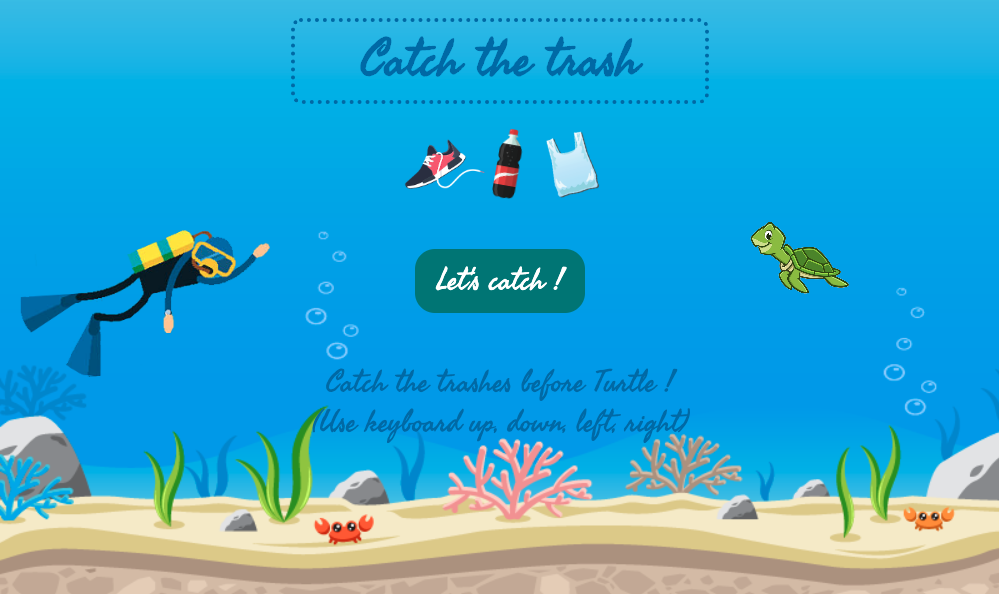 Catch the trash
Let's catch !
Catch the trashes before Turtle !
(Use keyboard up, down, left, right)